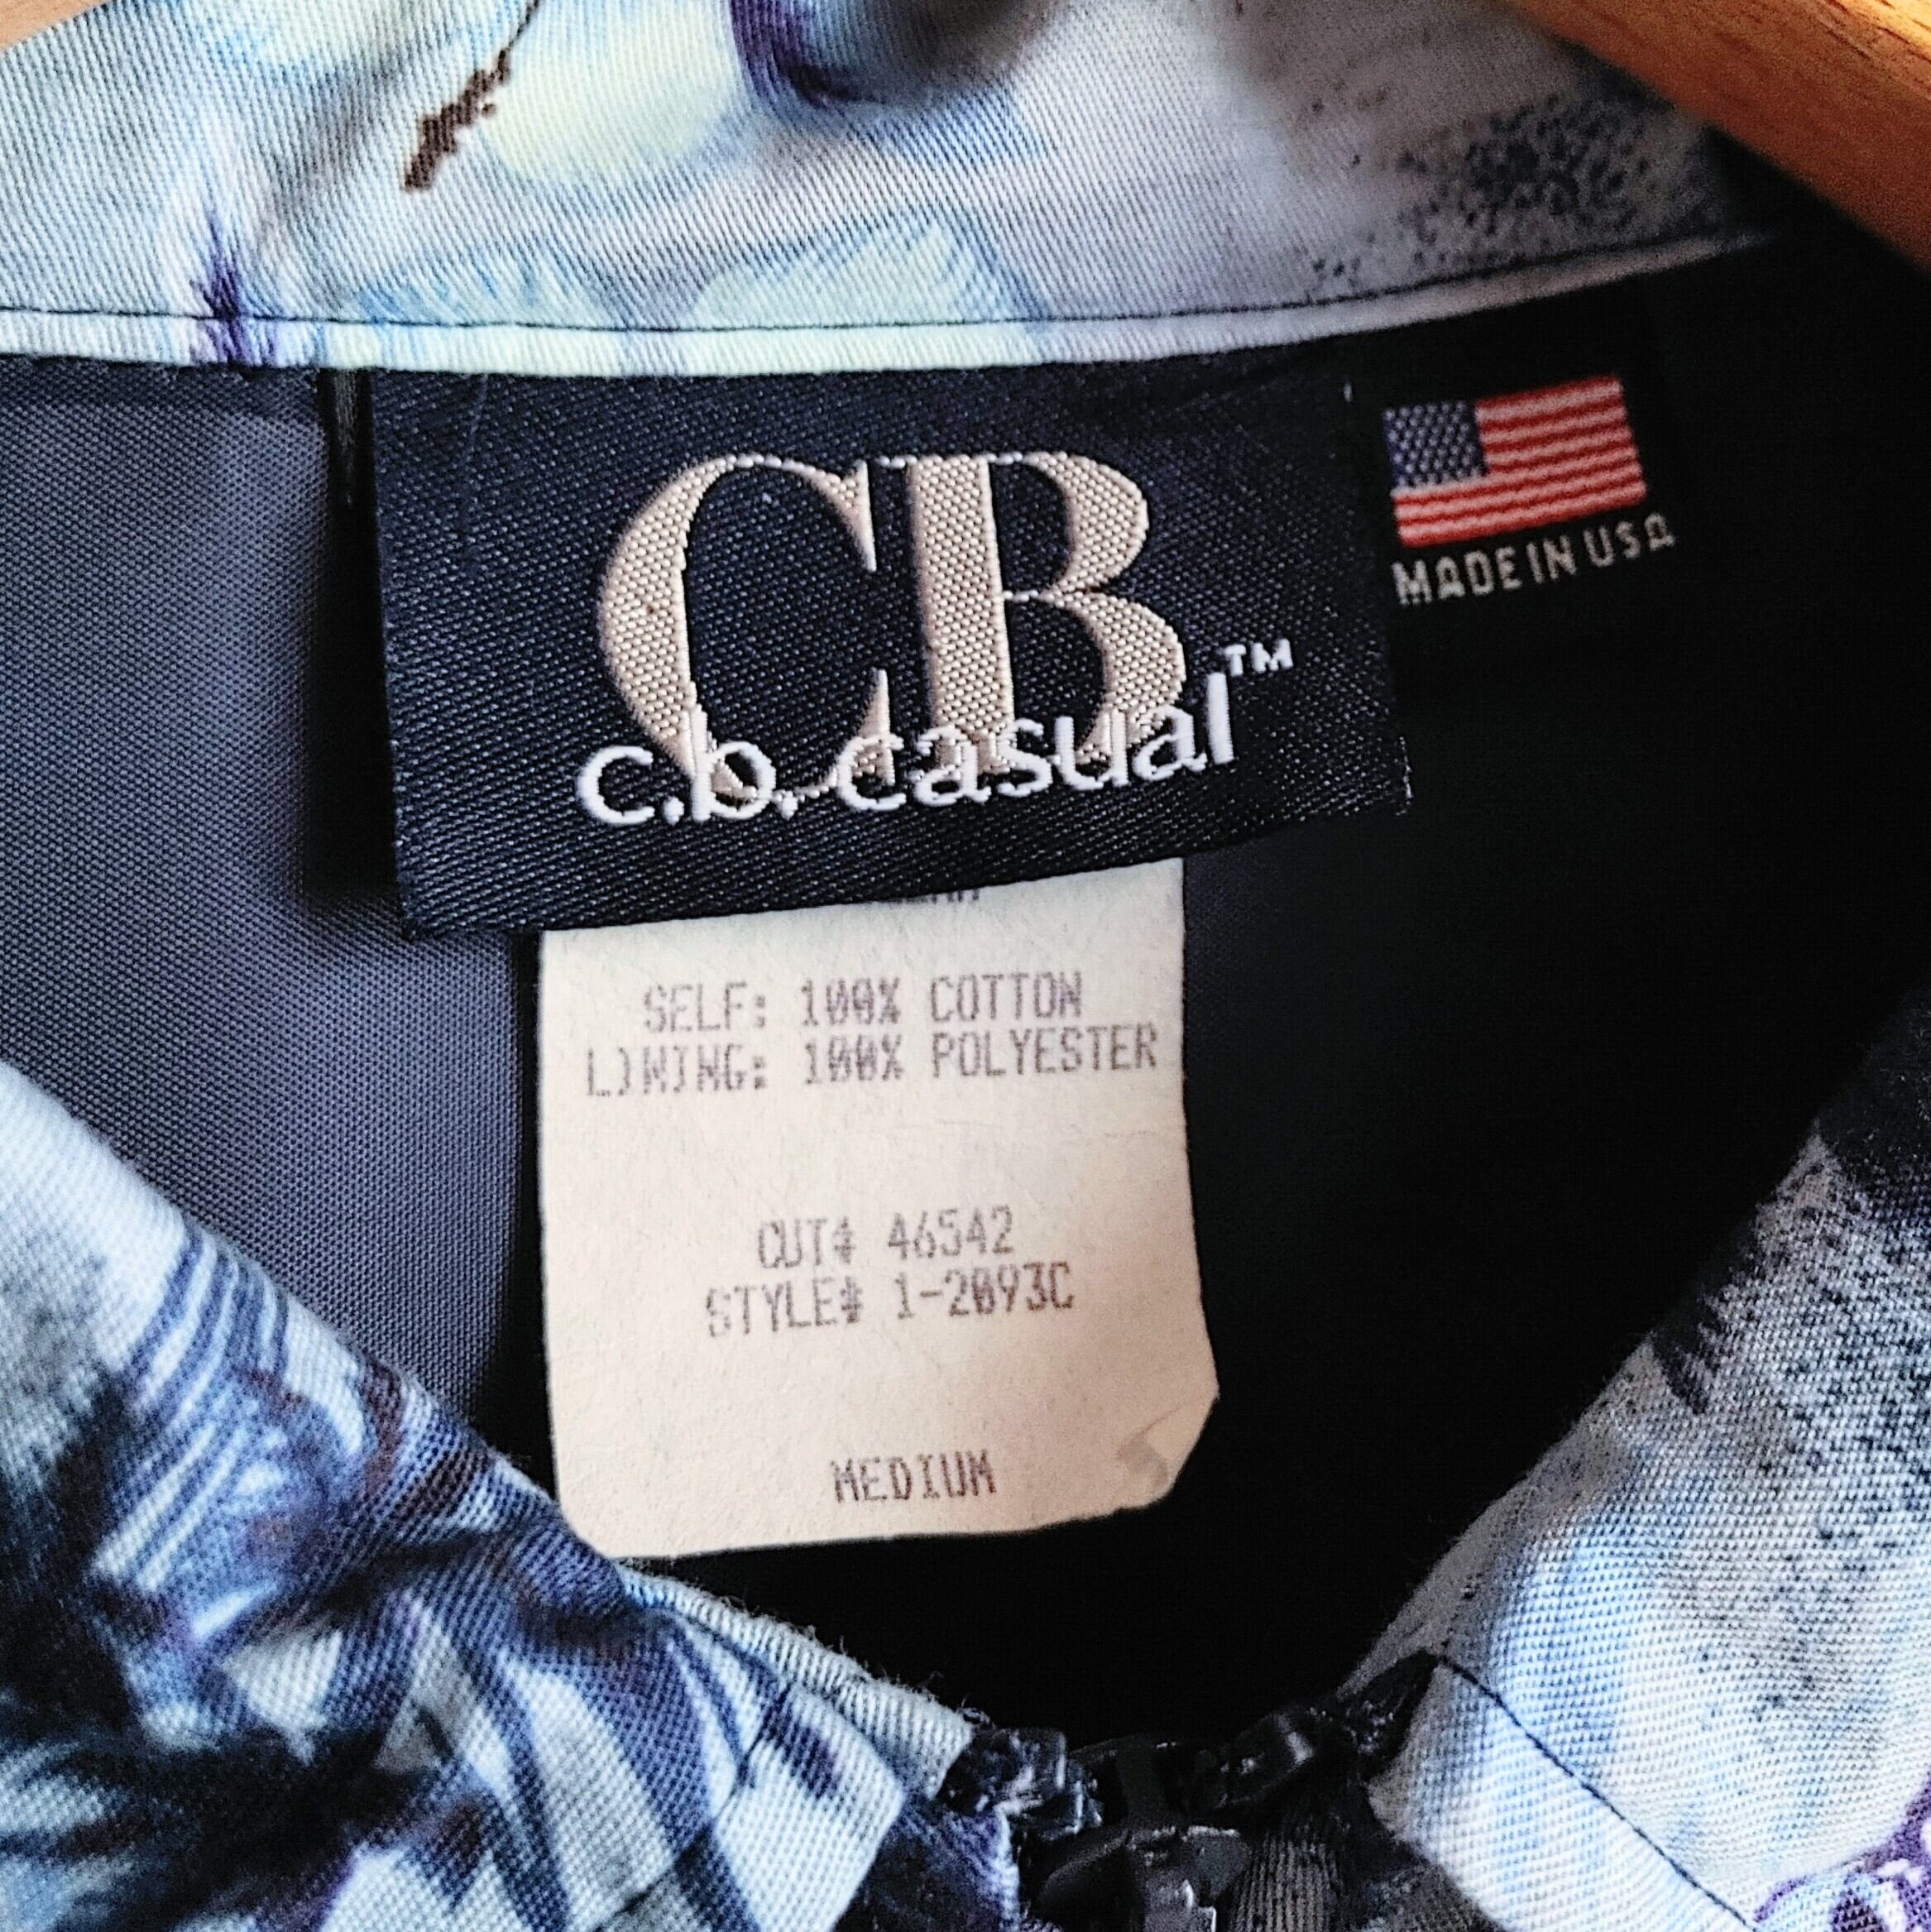 CB
c.b. casual™
MADE IN USA
SELF: 100% COTTON
LINING: 100% POLYESTER
CUT# 46542
STYLE# 1-2093C
MEDIUM